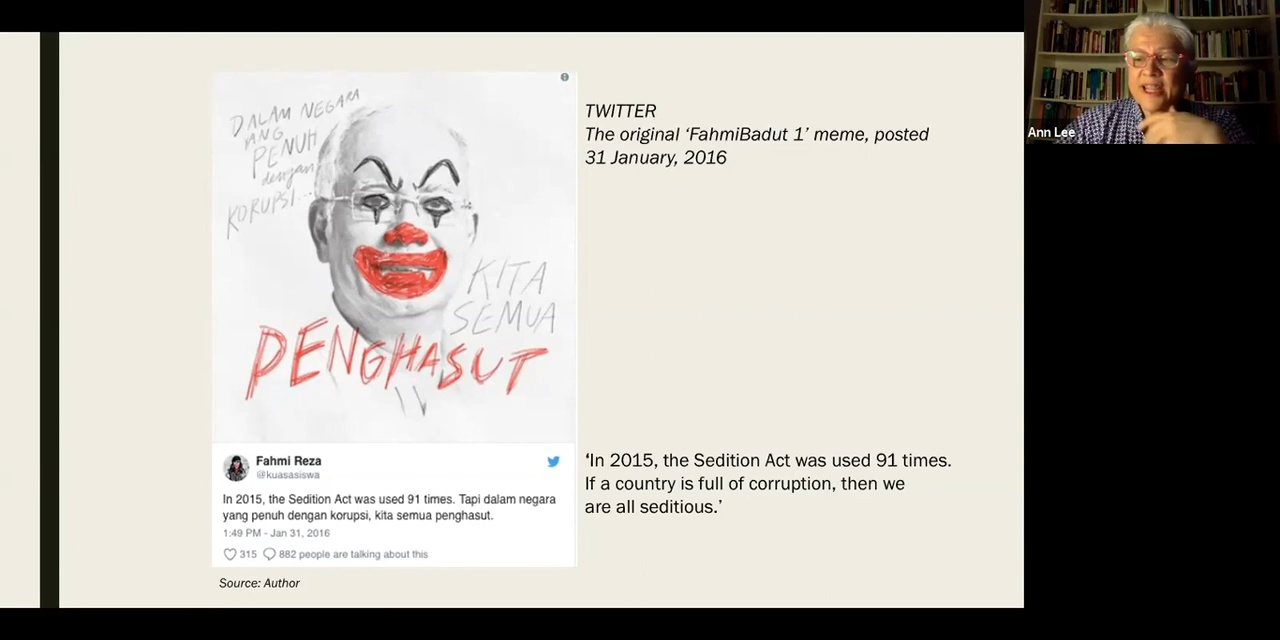 DALAM NEGARA
YANG
PENUH
dengan
KORUPSI...
KITA
SEMUA
PENGHASUT
Fahmi Reza
@kuasasiswa
In 2015, the Sedition Act was used 91 times. Tapi dalam negara
yang penuh dengan korupsi, kita semua penghasut.
1:49 PM - Jan 31, 2016
315 882 people are talking about this
Source: Author
TWITTER
The original ‘FahmiBadut 1’ meme, posted
31 January, 2016
‘In 2015, the Sedition Act was used 91 times.
If a country is full of corruption, then we
are all seditious.’
Ann Lee